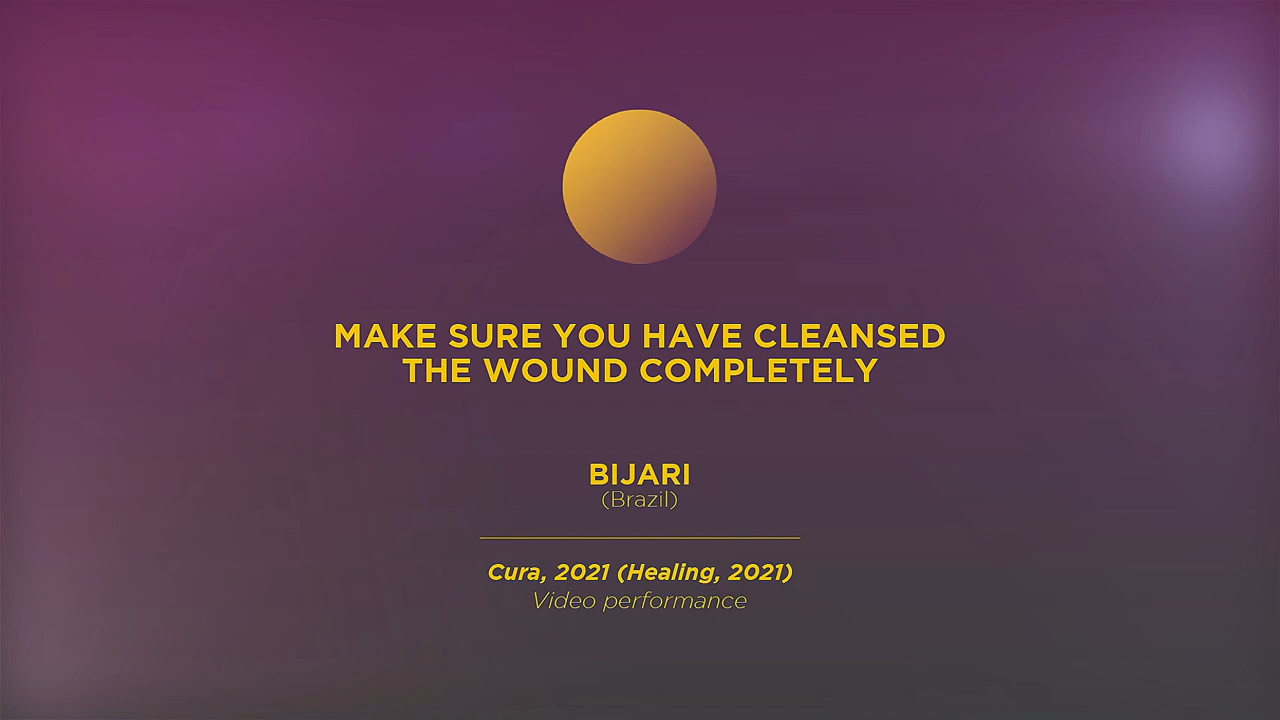 MAKE SURE YOU HAVE CLEANSED
THE WOUND COMPLETELY
BIJARI
(Brazil)
Cura, 2021 (Healing, 2021)
Video performance